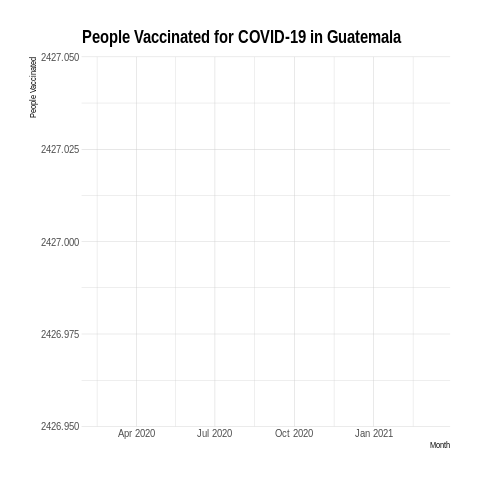 People Vaccinated for COVID-19 in Guatemala
People Vaccinated
2427.050
2427.025
2427.000
2426.975
2426.950
Apr 2020 Jul 2020 Oct 2020 Jan 2021
Month